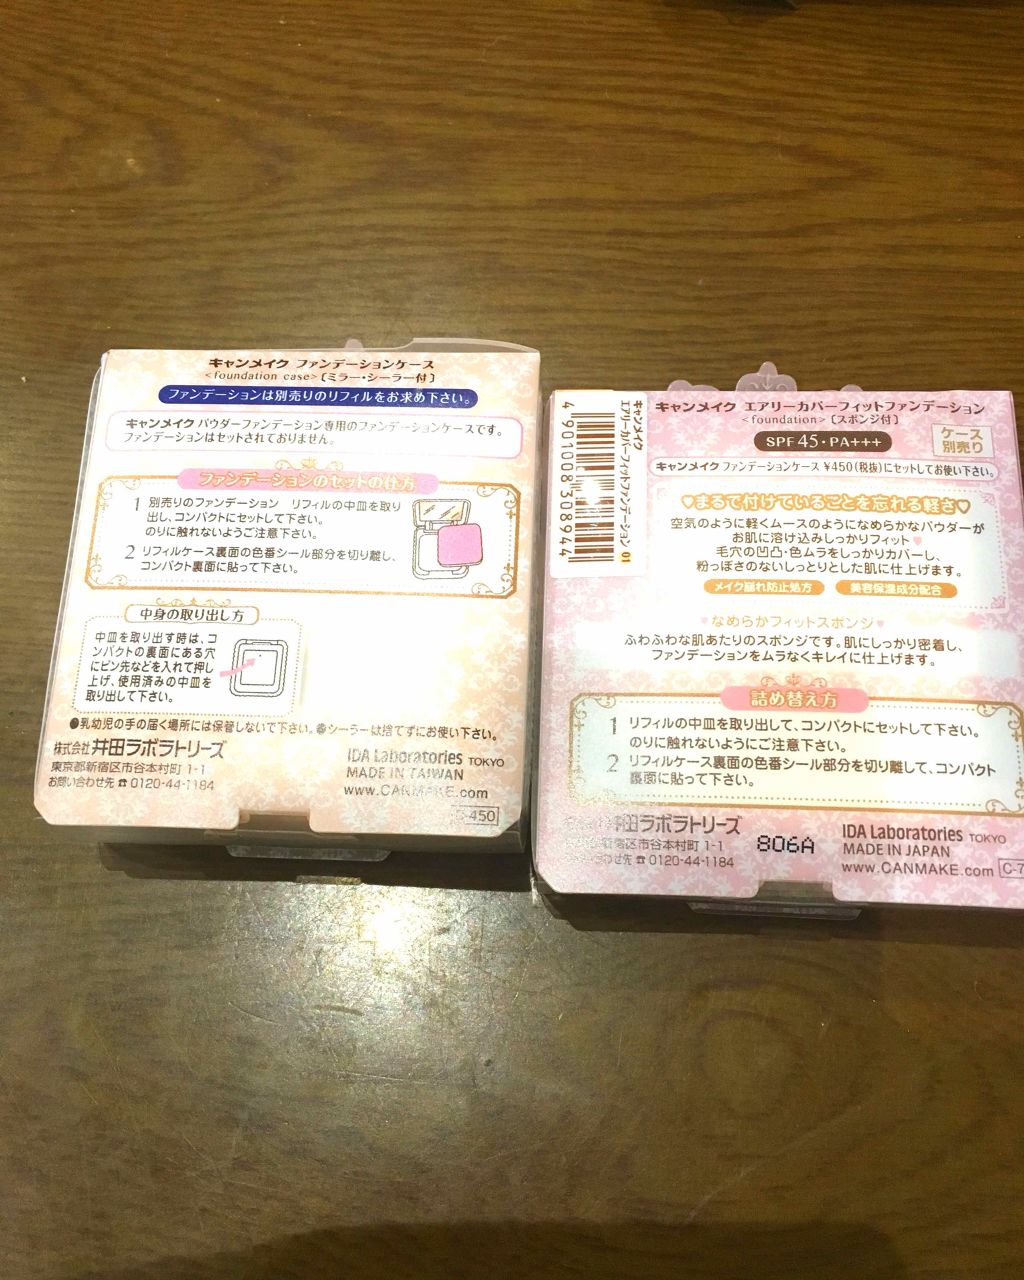 キャンメイク ファンデーションケース
<foundation case>〔ミラー・シーラー付〕
ファンデーションは別売りのリフィルをお求め下さい。
キャンメイク パウダーファンデーション専用のファンデーションケースです。
ファンデーションはセットされておりません。
ファンデーションのセットの仕方
1 別売りのファンデーション リフィルの中皿を取り
出し、コンパクトにセットして下さい。
のりに触れないようご注意下さい。
2 リフィルケース裏面の色番シール部分を切り離し、
コンパクト裏面に貼って下さい。
中身の取り出し方
中皿を取り出す時は、コ
ンパクトの裏面にある穴
にピン先などを入れて押し
上げ、使用済みの中皿を
取り出して下さい。
●乳幼児の手の届く場所には保管しないで下さい。●シーラーは捨てずにお使い下さい。
株式会社 井田ラボラトリーズ
東京都新宿区市谷本村町 1-1
お問い合わせ先 ☎ 0120-44-1184
IDA Laboratories TOKYO
MADE IN TAIWAN
www.CANMAKE.com
C-450
キャンメイク
エアリーカバーフィットファンデーション 01
4901008308944
キャンメイク エアリーカバーフィットファンデーション
<foundation>〔スポンジ付〕
SPF 45・PA+++
ケース
別売り
キャンメイク ファンデーションケース ¥450(税抜)にセットしてお使い下さい。
♡まるで付けていることを忘れる軽さ♡
空気のように軽くムースのようになめらかなパウダーが
お肌に溶け込みしっかりフィット♥
毛穴の凹凸・色ムラをしっかりカバーし、
粉っぽさのないしっとりとした肌に仕上げます。
メイク崩れ防止処方 美容保湿成分配合
♥なめらかフィットスポンジ♥
ふわふわな肌あたりのスポンジです。肌にしっかり密着し、
ファンデーションをムラなくキレイに仕上げます。
詰め替え方
1 リフィルの中皿を取り出して、コンパクトにセットして下さい。
のりに触れないようにご注意下さい。
2 リフィルケース裏面の色番シール部分を切り離して、コンパクト
裏面に貼って下さい。
井田ラボラトリーズ
新宿区市谷本村町 1-1
わせ先 ☎ 0120-44-1184
806A
IDA Laboratories TOKYO
MADE IN JAPAN
www.CANMAKE.com
C-7